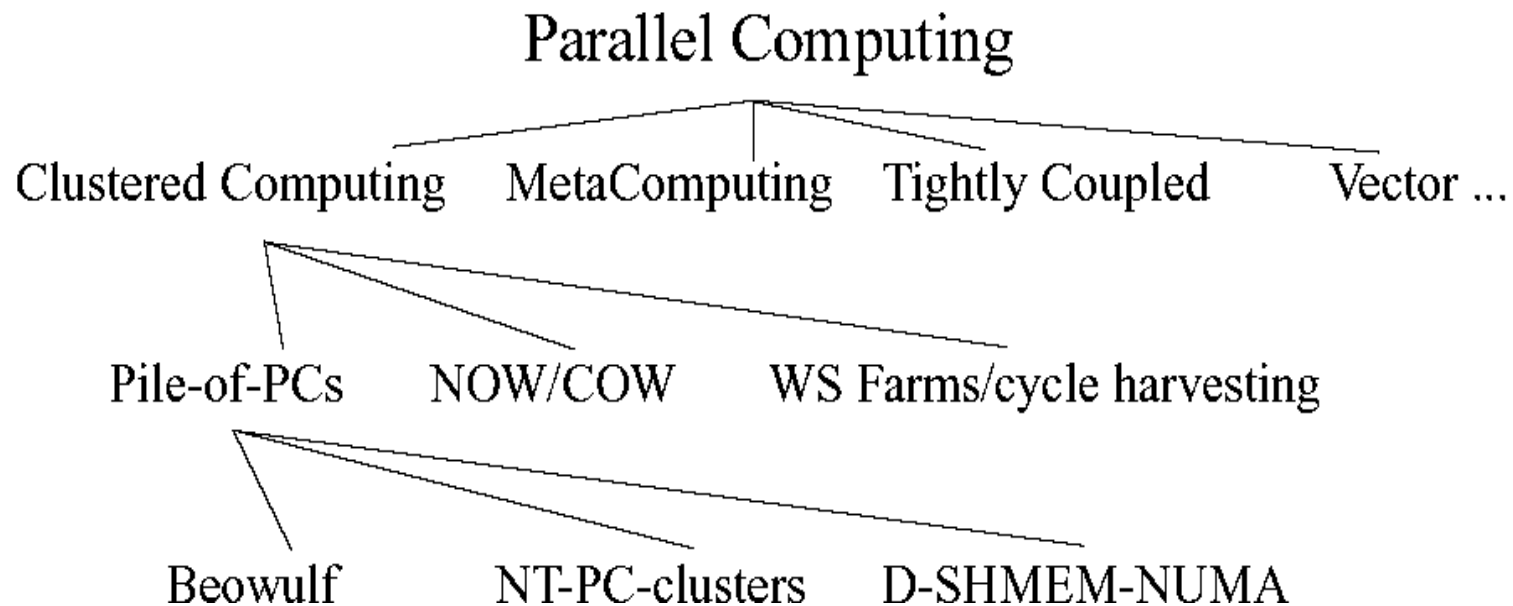 Parallel Computing
Clustered Computing MetaComputing Tightly Coupled Vector ...
Pile-of-PCs NOW/COW WS Farms/cycle harvesting
Beowulf NT-PC-clusters D-SHMEM-NUMA